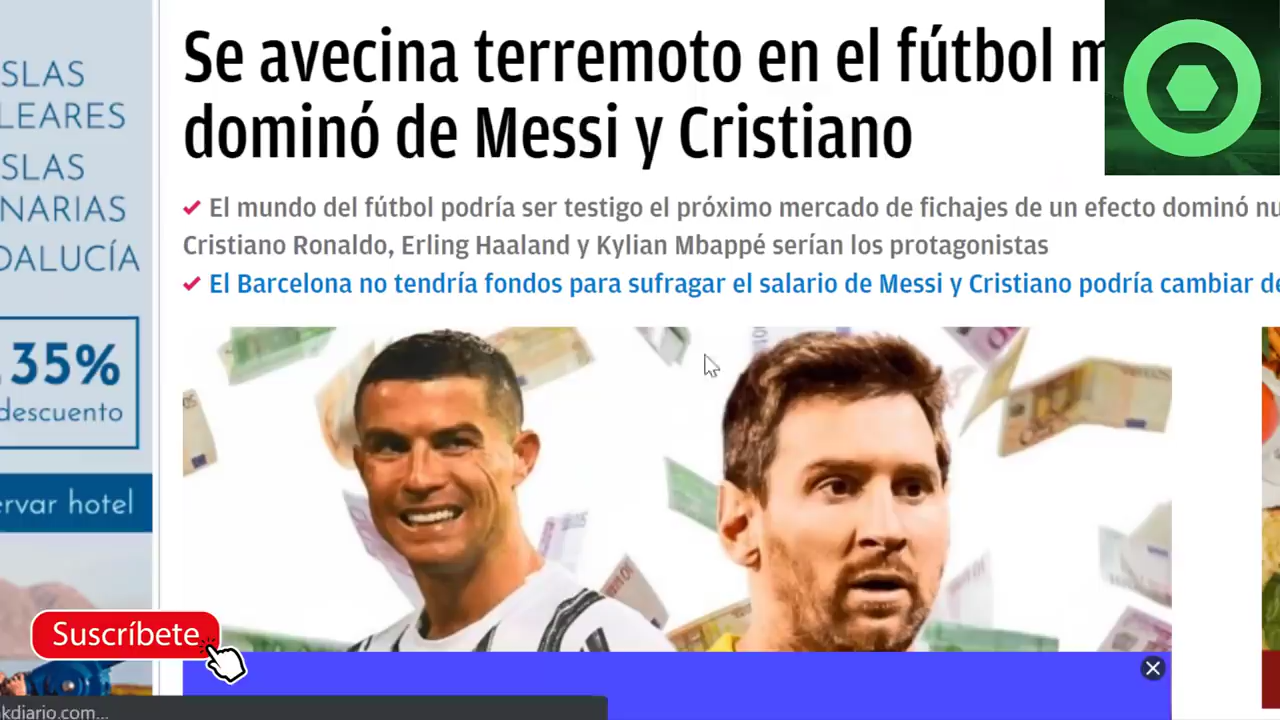 Se avecina terremoto en el fútbol
dominó de Messi y Cristiano
✓ El mundo del fútbol podría ser testigo el próximo mercado de fichajes de un efecto dominó
Cristiano Ronaldo, Erling Haaland y Kylian Mbappé serían los protagonistas
✓ El Barcelona no tendría fondos para sufragar el salario de Messi y Cristiano podría cambiar
SLAS
LEARES
SLAS
NARIAS
DALUCÍA
35%
descuento
ervar hotel
Suscríbete
kdiario.com...